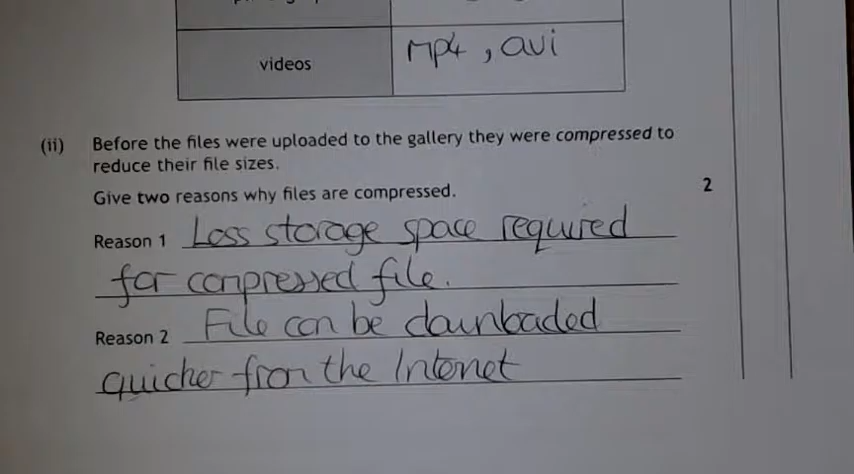 videos
mp4, avi
(ii) Before the files were uploaded to the gallery they were compressed to
reduce their file sizes.
Give two reasons why files are compressed.
2
Reason 1 Less storage space required
for compressed file.
Reason 2 File can be downloaded
quicker from the Internet